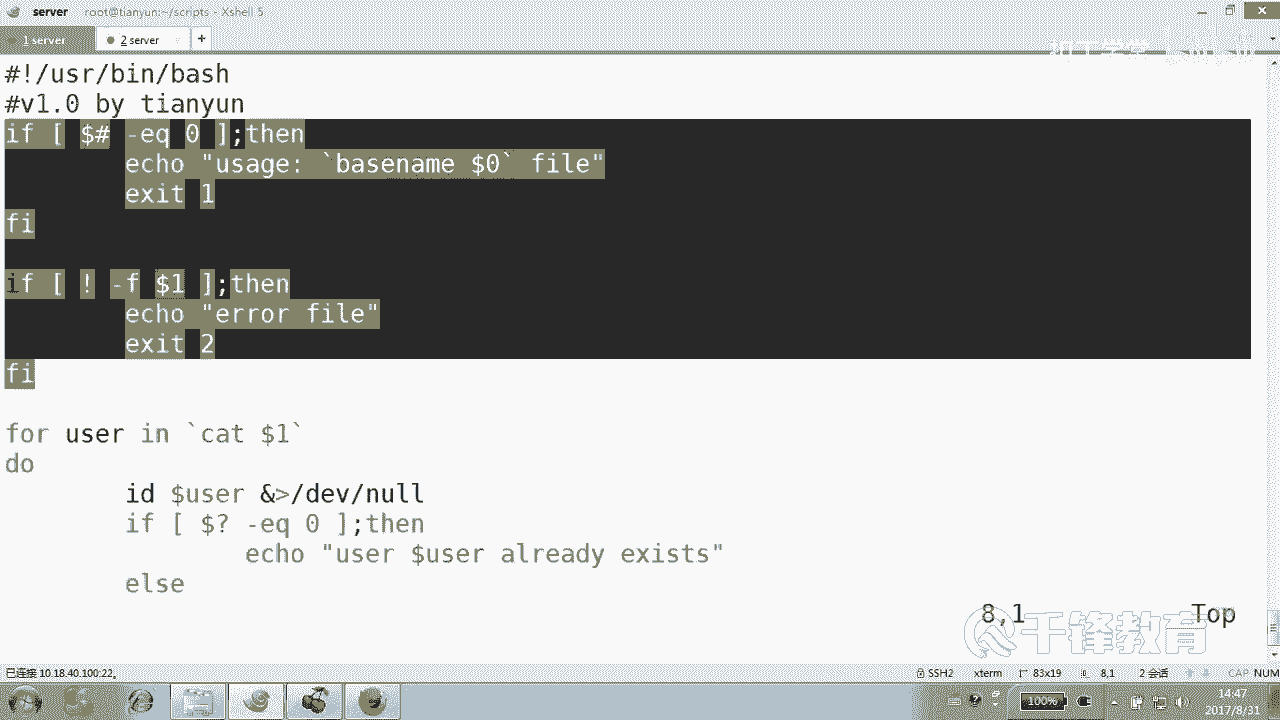 server root@tianyun:~/scripts - Xshell 5
1 server
2 server
+
#!/usr/bin/bash
#v1.0 by tianyun
if [ $# -eq 0 ];then
echo "usage: `basename $0` file"
exit 1
fi
if [ ! -f $1 ];then
echo "error file"
exit 2
fi
for user in `cat $1`
do
id $user &>/dev/null
if [ $? -eq 0 ];then
echo "user $user already exists"
else
8,1 Top
千锋教育
已连接 10.18.40.100:22。
SSH2 xterm 83x19 8,1 2 会话 CAP NUM
100%
14:47
2017/8/31